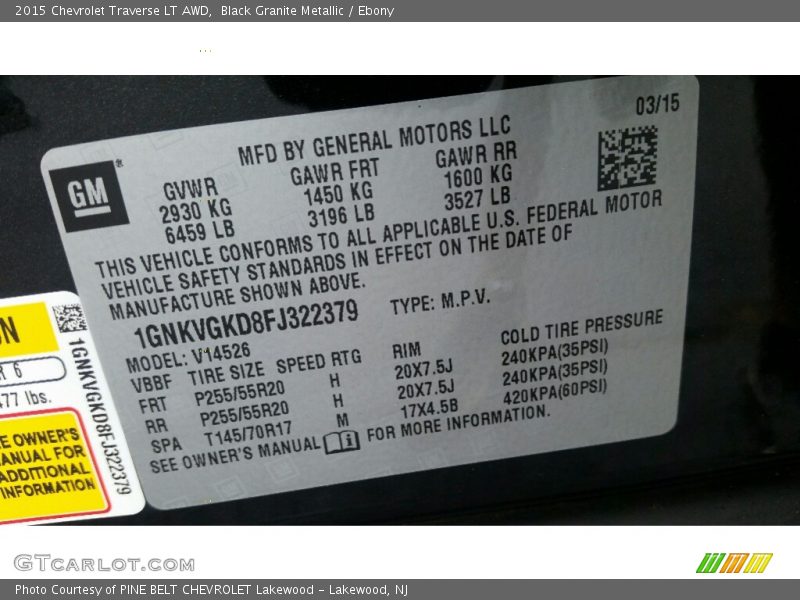 2015 Chevrolet Traverse LT AWD,  Black Granite Metallic / Ebony
03/15
MFD BY GENERAL MOTORS LLC
GM
GVWR GAWR FRT GAWR RR
2930 KG 1450 KG 1600 KG
6459 LB 3196 LB 3527 LB
THIS VEHICLE CONFORMS TO ALL APPLICABLE U.S. FEDERAL MOTOR
VEHICLE SAFETY STANDARDS IN EFFECT ON THE DATE OF
MANUFACTURE SHOWN ABOVE.
1GNKVGKD8FJ322379 TYPE: M.P.V.
MODEL: V14526
VBBF TIRE SIZE SPEED RTG RIM COLD TIRE PRESSURE
FRT P255/55R20 H 20X7.5J 240KPA(35PSI)
RR P255/55R20 H 20X7.5J 240KPA(35PSI)
SPA T145/70R17 M 17X4.5B 420KPA(60PSI)
SEE OWNER'S MANUAL FOR MORE INFORMATION.
1GNKVGKD8FJ322379
R 6
477 lbs.
OWNER'S
MANUAL FOR
ADDITIONAL
INFORMATION
GTcarlot.com
Photo Courtesy of PINE BELT CHEVROLET Lakewood - Lakewood, NJ